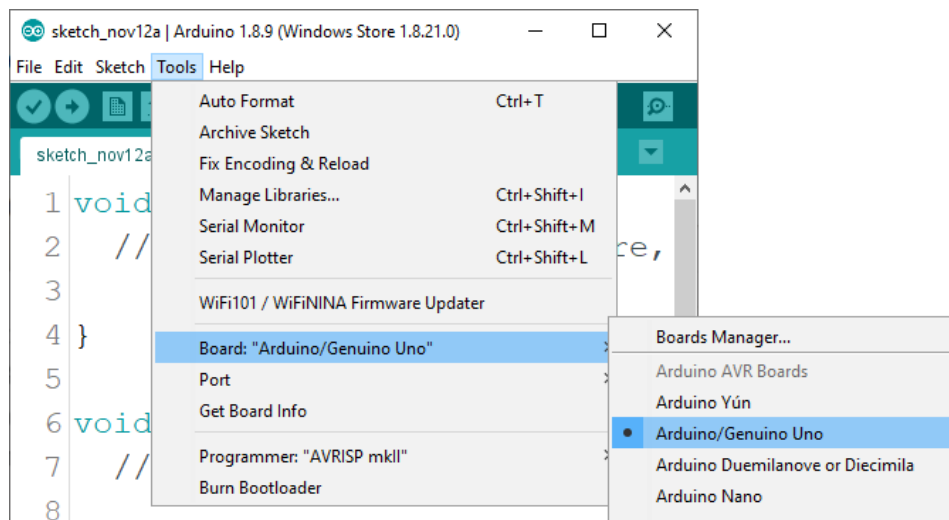 sketch_nov12a | Arduino 1.8.9 (Windows Store 1.8.21.0)
File Edit Sketch Tools Help
Auto Format Ctrl+T
Archive Sketch
sketch_nov12a
Fix Encoding & Reload
Manage Libraries... Ctrl+Shift+I
1 void
Serial Monitor Ctrl+Shift+M
2 // re,
Serial Plotter Ctrl+Shift+L
3
WiFi101 / WiFiNINA Firmware Updater
4 }
Board: "Arduino/Genuino Uno"
5
Port
Get Board Info
6 void
7 //
Programmer: "AVRISP mkII"
Burn Bootloader
8
Boards Manager...
Arduino AVR Boards
Arduino Yún
Arduino/Genuino Uno
Arduino Duemilanove or Diecimila
Arduino Nano